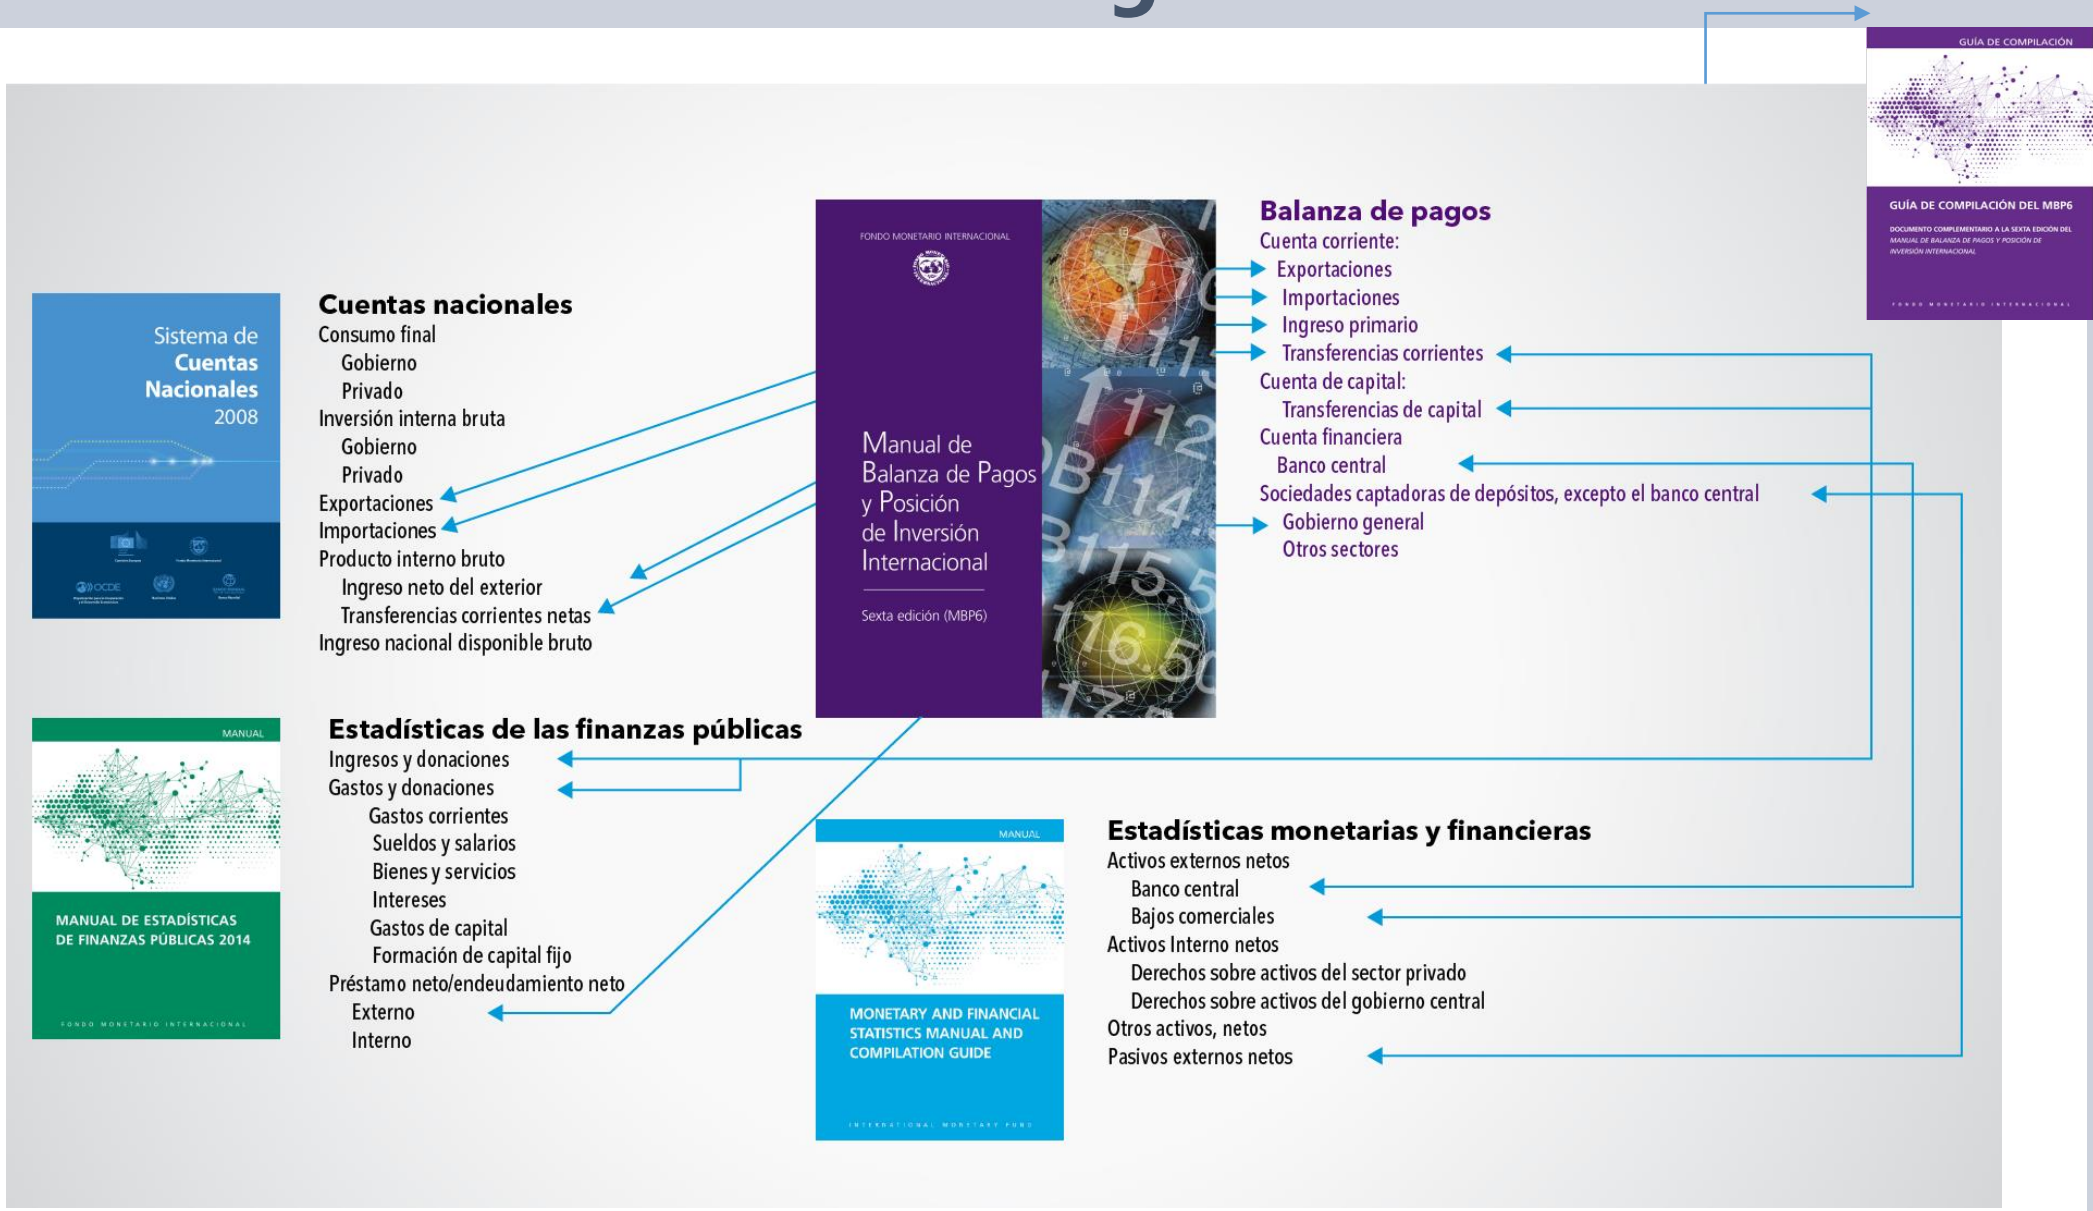 GUÍA DE COMPILACIÓN
GUÍA DE COMPILACIÓN DEL MBP6
DOCUMENTO COMPLEMENTARIO A LA SEXTA EDICIÓN DEL
MANUAL DE BALANZA DE PAGOS Y POSICIÓN DE
INVERSIÓN INTERNACIONAL
FONDO MONETARIO INTERNACIONAL
Sistema de
Cuentas
Nacionales
2008
OCDE
Cuentas nacionales
Consumo final
Gobierno
Privado
Inversión interna bruta
Gobierno
Privado
Exportaciones
Importaciones
Producto interno bruto
Ingreso neto del exterior
Transferencias corrientes netas
Ingreso nacional disponible bruto
FONDO MONETARIO INTERNACIONAL
Manual de
Balanza de Pagos
y Posición
de Inversión
Internacional
Sexta edición (MBP6)
Balanza de pagos
Cuenta corriente:
Exportaciones
Importaciones
Ingreso primario
Transferencias corrientes
Cuenta de capital:
Transferencias de capital
Cuenta financiera
Banco central
Sociedades captadoras de depósitos, excepto el banco central
Gobierno general
Otros sectores
MANUAL
MANUAL DE ESTADÍSTICAS
DE FINANZAS PÚBLICAS 2014
FONDO MONETARIO INTERNACIONAL
Estadísticas de las finanzas públicas
Ingresos y donaciones
Gastos y donaciones
Gastos corrientes
Sueldos y salarios
Bienes y servicios
Intereses
Gastos de capital
Formación de capital fijo
Préstamo neto/endeudamiento neto
Externo
Interno
MANUAL
MONETARY AND FINANCIAL
STATISTICS MANUAL AND
COMPILATION GUIDE
INTERNATIONAL MONETARY FUND
Estadísticas monetarias y financieras
Activos externos netos
Banco central
Bajos comerciales
Activos Interno netos
Derechos sobre activos del sector privado
Derechos sobre activos del gobierno central
Otros activos, netos
Pasivos externos netos